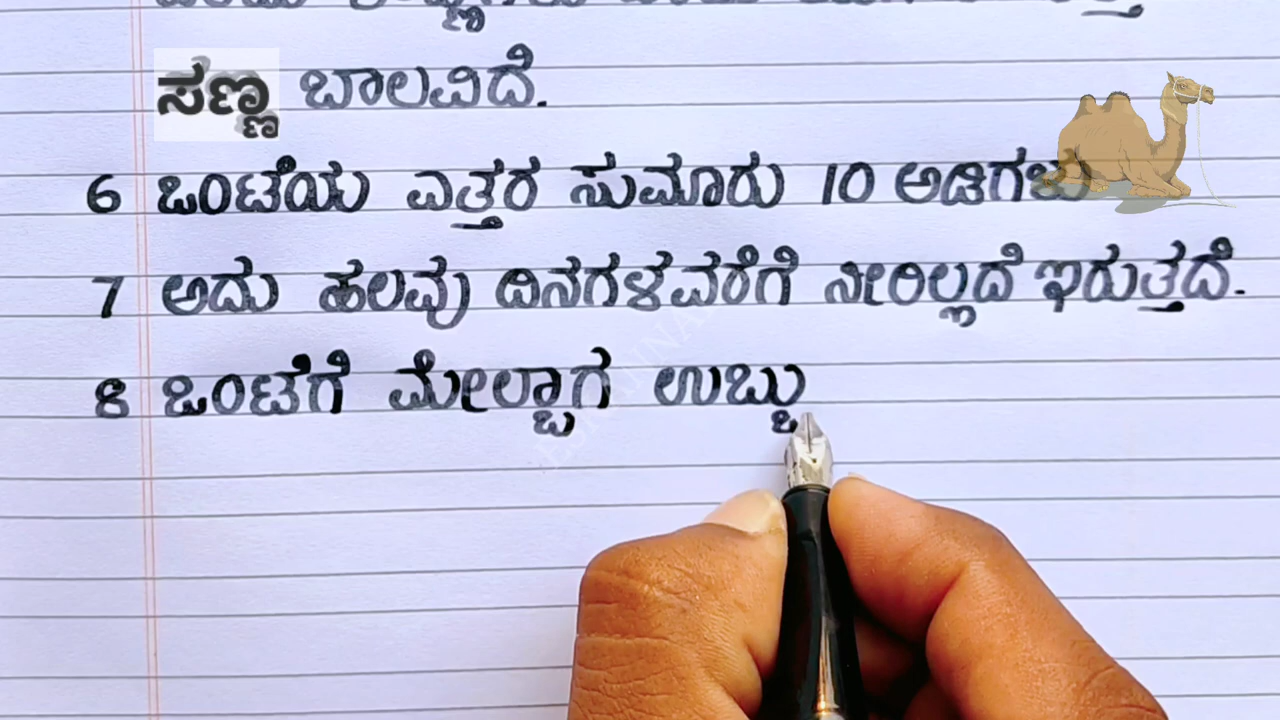 ಸಣ್ಣ ಬಾಲವಿದೆ.
6 ಒಂಟೆಯ ಎತ್ತರ ಸುಮಾರು 10 ಅಡಿಗಳು
7 ಅದು ಹಲವು ದಿನಗಳವರೆಗೆ ನೀರಿಲ್ಲದೆ ಇರುತ್ತದೆ.
8 ಒಂಟೆಗೆ ಮೇಲ್ಬಾಗ ಉಬ್ಬು